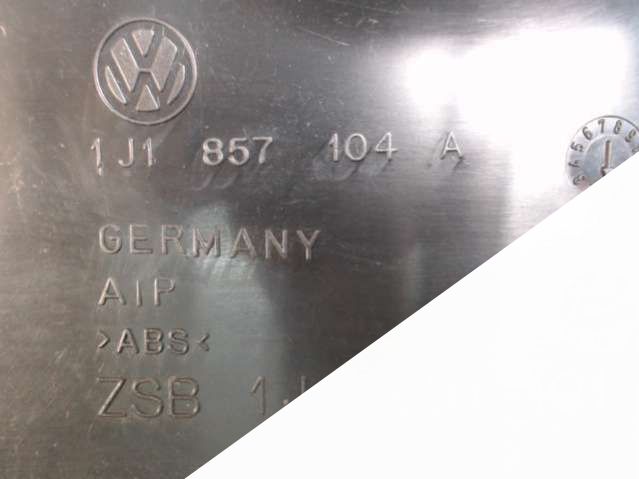 1J1 857 104 A
GERMANY
AIP
>ABS<
ZSB